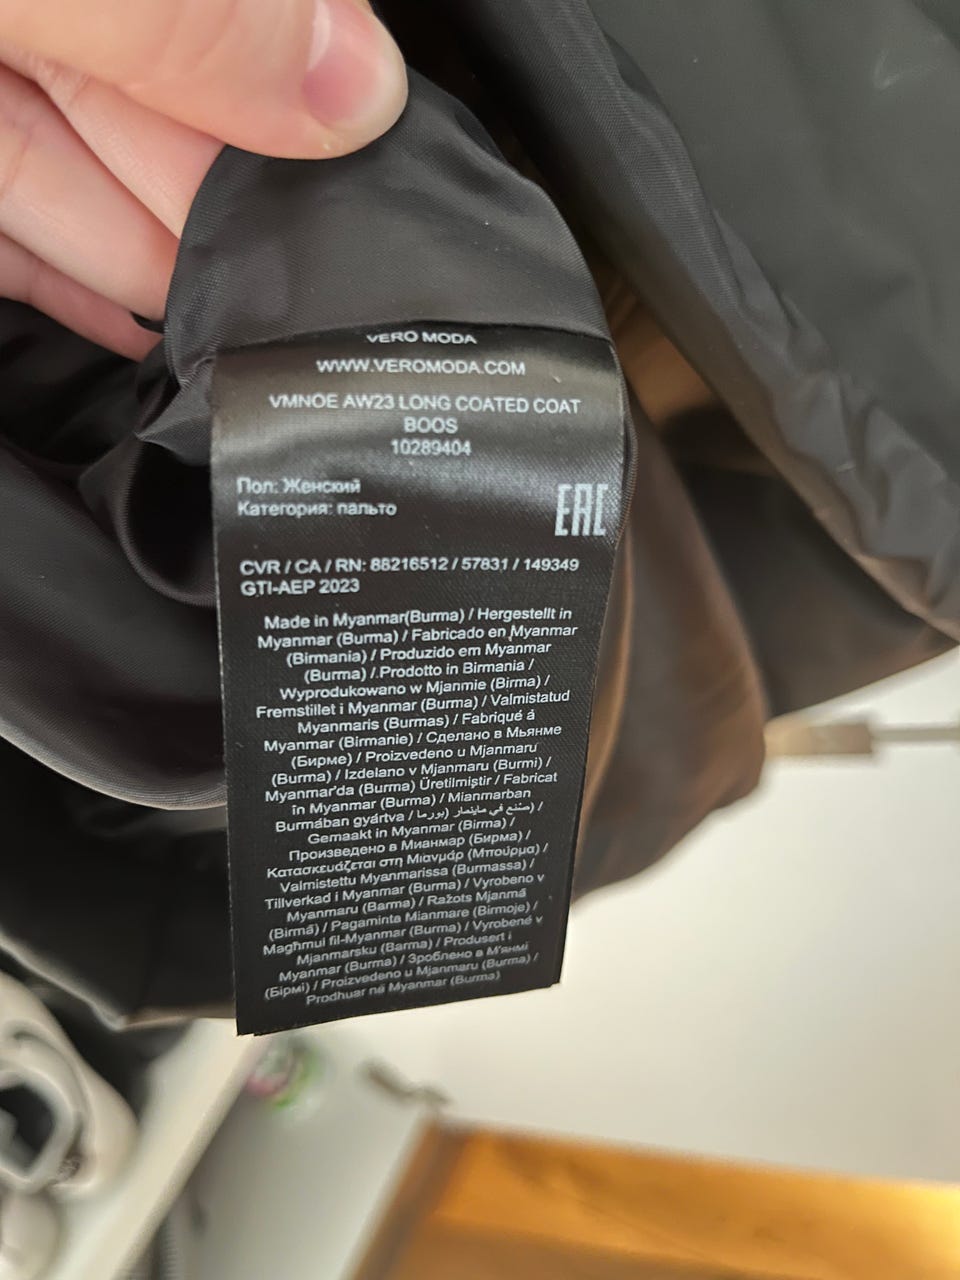 VERO MODA
WWW.VEROMODA.COM
VMNOE AW23 LONG COATED COAT
BOOS
10289404
Пол: Женский
Категория: пальто
EAC
CVR / CA / RN: 88216512 / 57831 / 149349
GTI-AEP 2023
Made in Myanmar(Burma) / Hergestellt in
Myanmar (Burma) / Fabricado en Myanmar
(Birmania) / Produzido em Myanmar
(Burma) / Prodotto in Birmania /
Wyprodukowano w Mjanmie (Birma) /
Fremstillet i Myanmar (Burma) / Valmistatud
Myanmaris (Burmas) / Fabriqué à
Myanmar (Birmanie) / Сделано в Мьянме
(Бирме) / Proizvedeno u Mjanmaru
(Burma) / Izdelano v Mjanmaru (Burmi) /
Myanmar'da (Burma) Üretilmiştir / Fabricat
în Myanmar (Burma) / Mianmarban
Burmában gyártva / صنع في ماينمار (بورما) /
Gemaakt in Myanmar (Birma) /
Произведено в Мианмар (Бирма) /
Κατασκευάζεται στη Μιανμάρ (Μπούρμα) /
Valmistettu Myanmarissa (Burmassa) /
Tillverkad i Myanmar (Burma) / Vyrobeno v
Myanmaru (Barma) / Ražots Mjanmā
(Birmā) / Pagaminta Mianmare (Birmoje) /
Magħmul fil-Myanmar (Burma) / Vyrobené v
Mjanmarsku (Barma) / Produsert i
Myanmar (Burma) / Зроблено в М'янмі
(Бірмі) / Proizvedeno u Mjanmaru (Burma) /
Prodhuar në Myanmar (Burma)